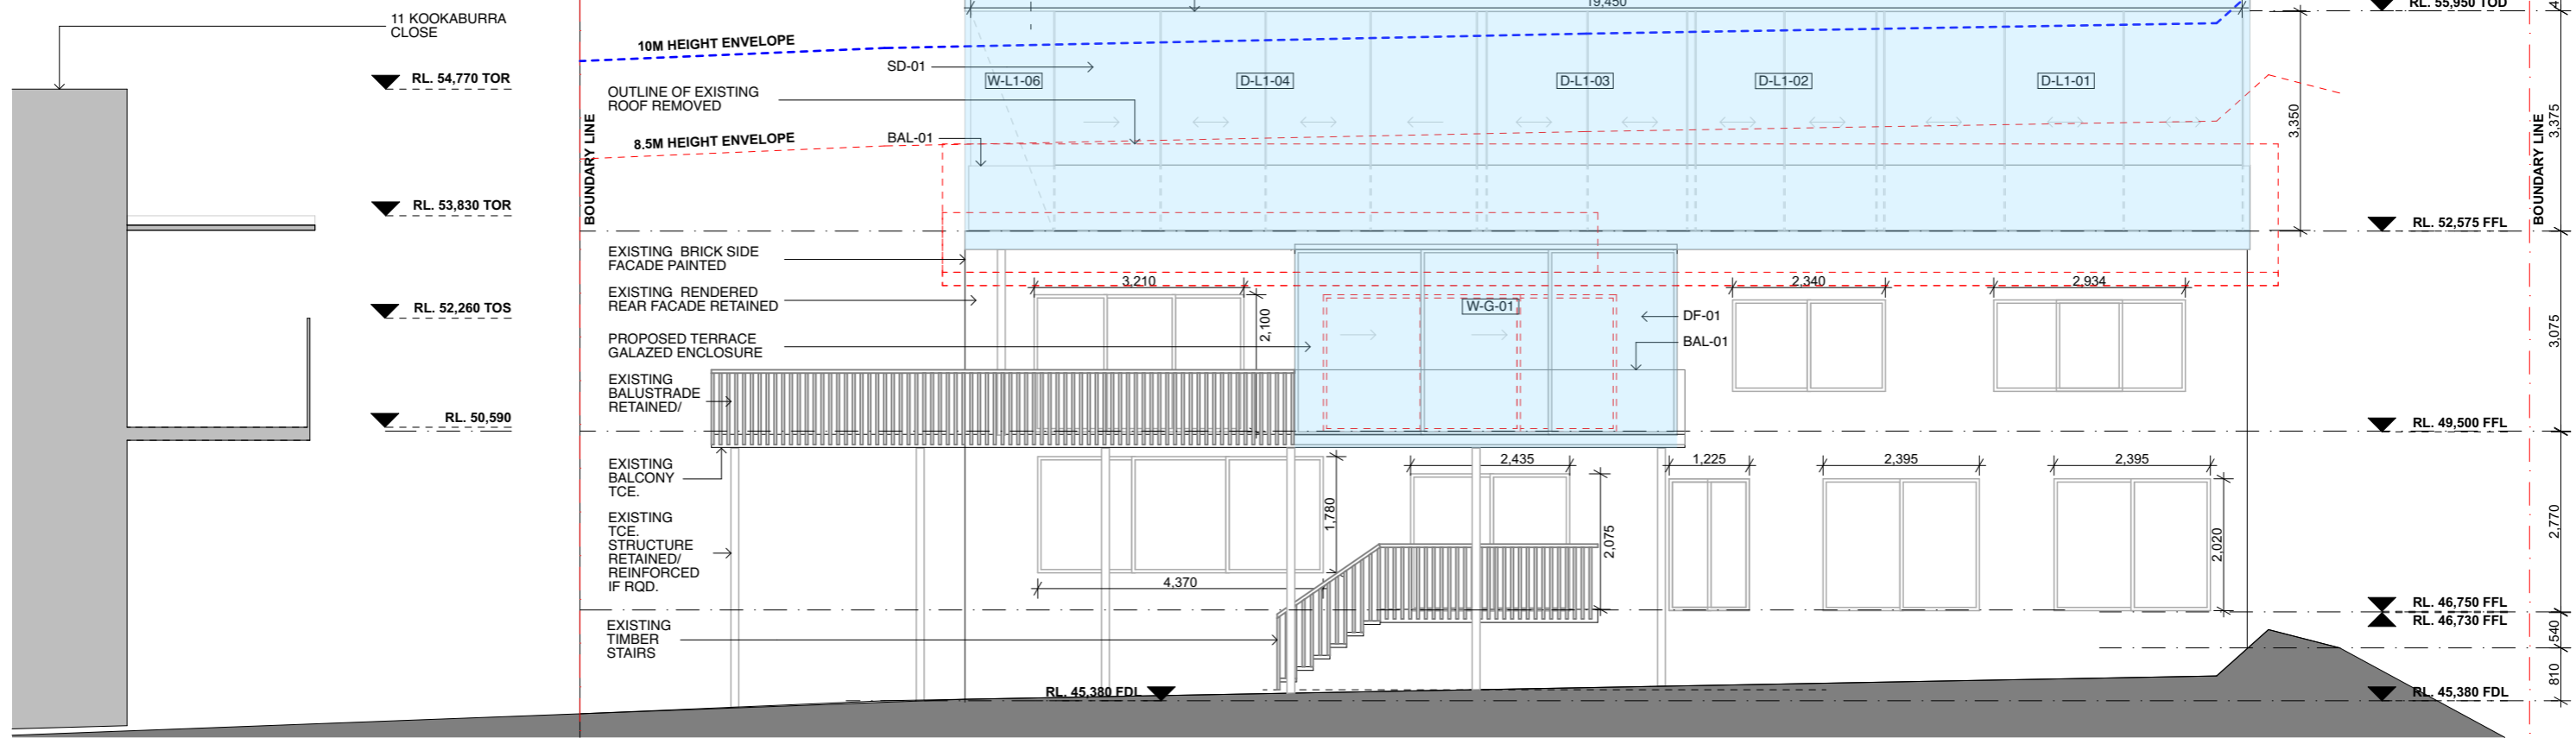 11 KOOKABURRA
CLOSE
RL. 54,770 TOR
RL. 53,830 TOR
RL. 52,260 TOS
RL. 50,590
BOUNDARY LINE
10M HEIGHT ENVELOPE
8.5M HEIGHT ENVELOPE
SD-01
OUTLINE OF EXISTING
ROOF REMOVED
BAL-01
EXISTING BRICK SIDE
FACADE PAINTED
EXISTING RENDERED
REAR FACADE RETAINED
PROPOSED TERRACE
GALAZED ENCLOSURE
EXISTING
BALUSTRADE
RETAINED/
EXISTING
BALCONY
TCE.
EXISTING
TCE.
STRUCTURE
RETAINED/
REINFORCED
IF RQD.
EXISTING
TIMBER
STAIRS
19,450
W-L1-06
D-L1-04
D-L1-03
D-L1-02
D-L1-01
3,350
3,210
2,100
W-G-01
DF-01
BAL-01
2,340
2,934
4,370
1,780
2,435
2,075
1,225
2,395
2,395
2,020
RL. 45,380 FDL
RL. 55,950 TOD
RL. 52,575 FFL
RL. 49,500 FFL
RL. 46,750 FFL
RL. 46,730 FFL
RL. 45,380 FDL
BOUNDARY LINE
3,375
3,075
2,770
540
810